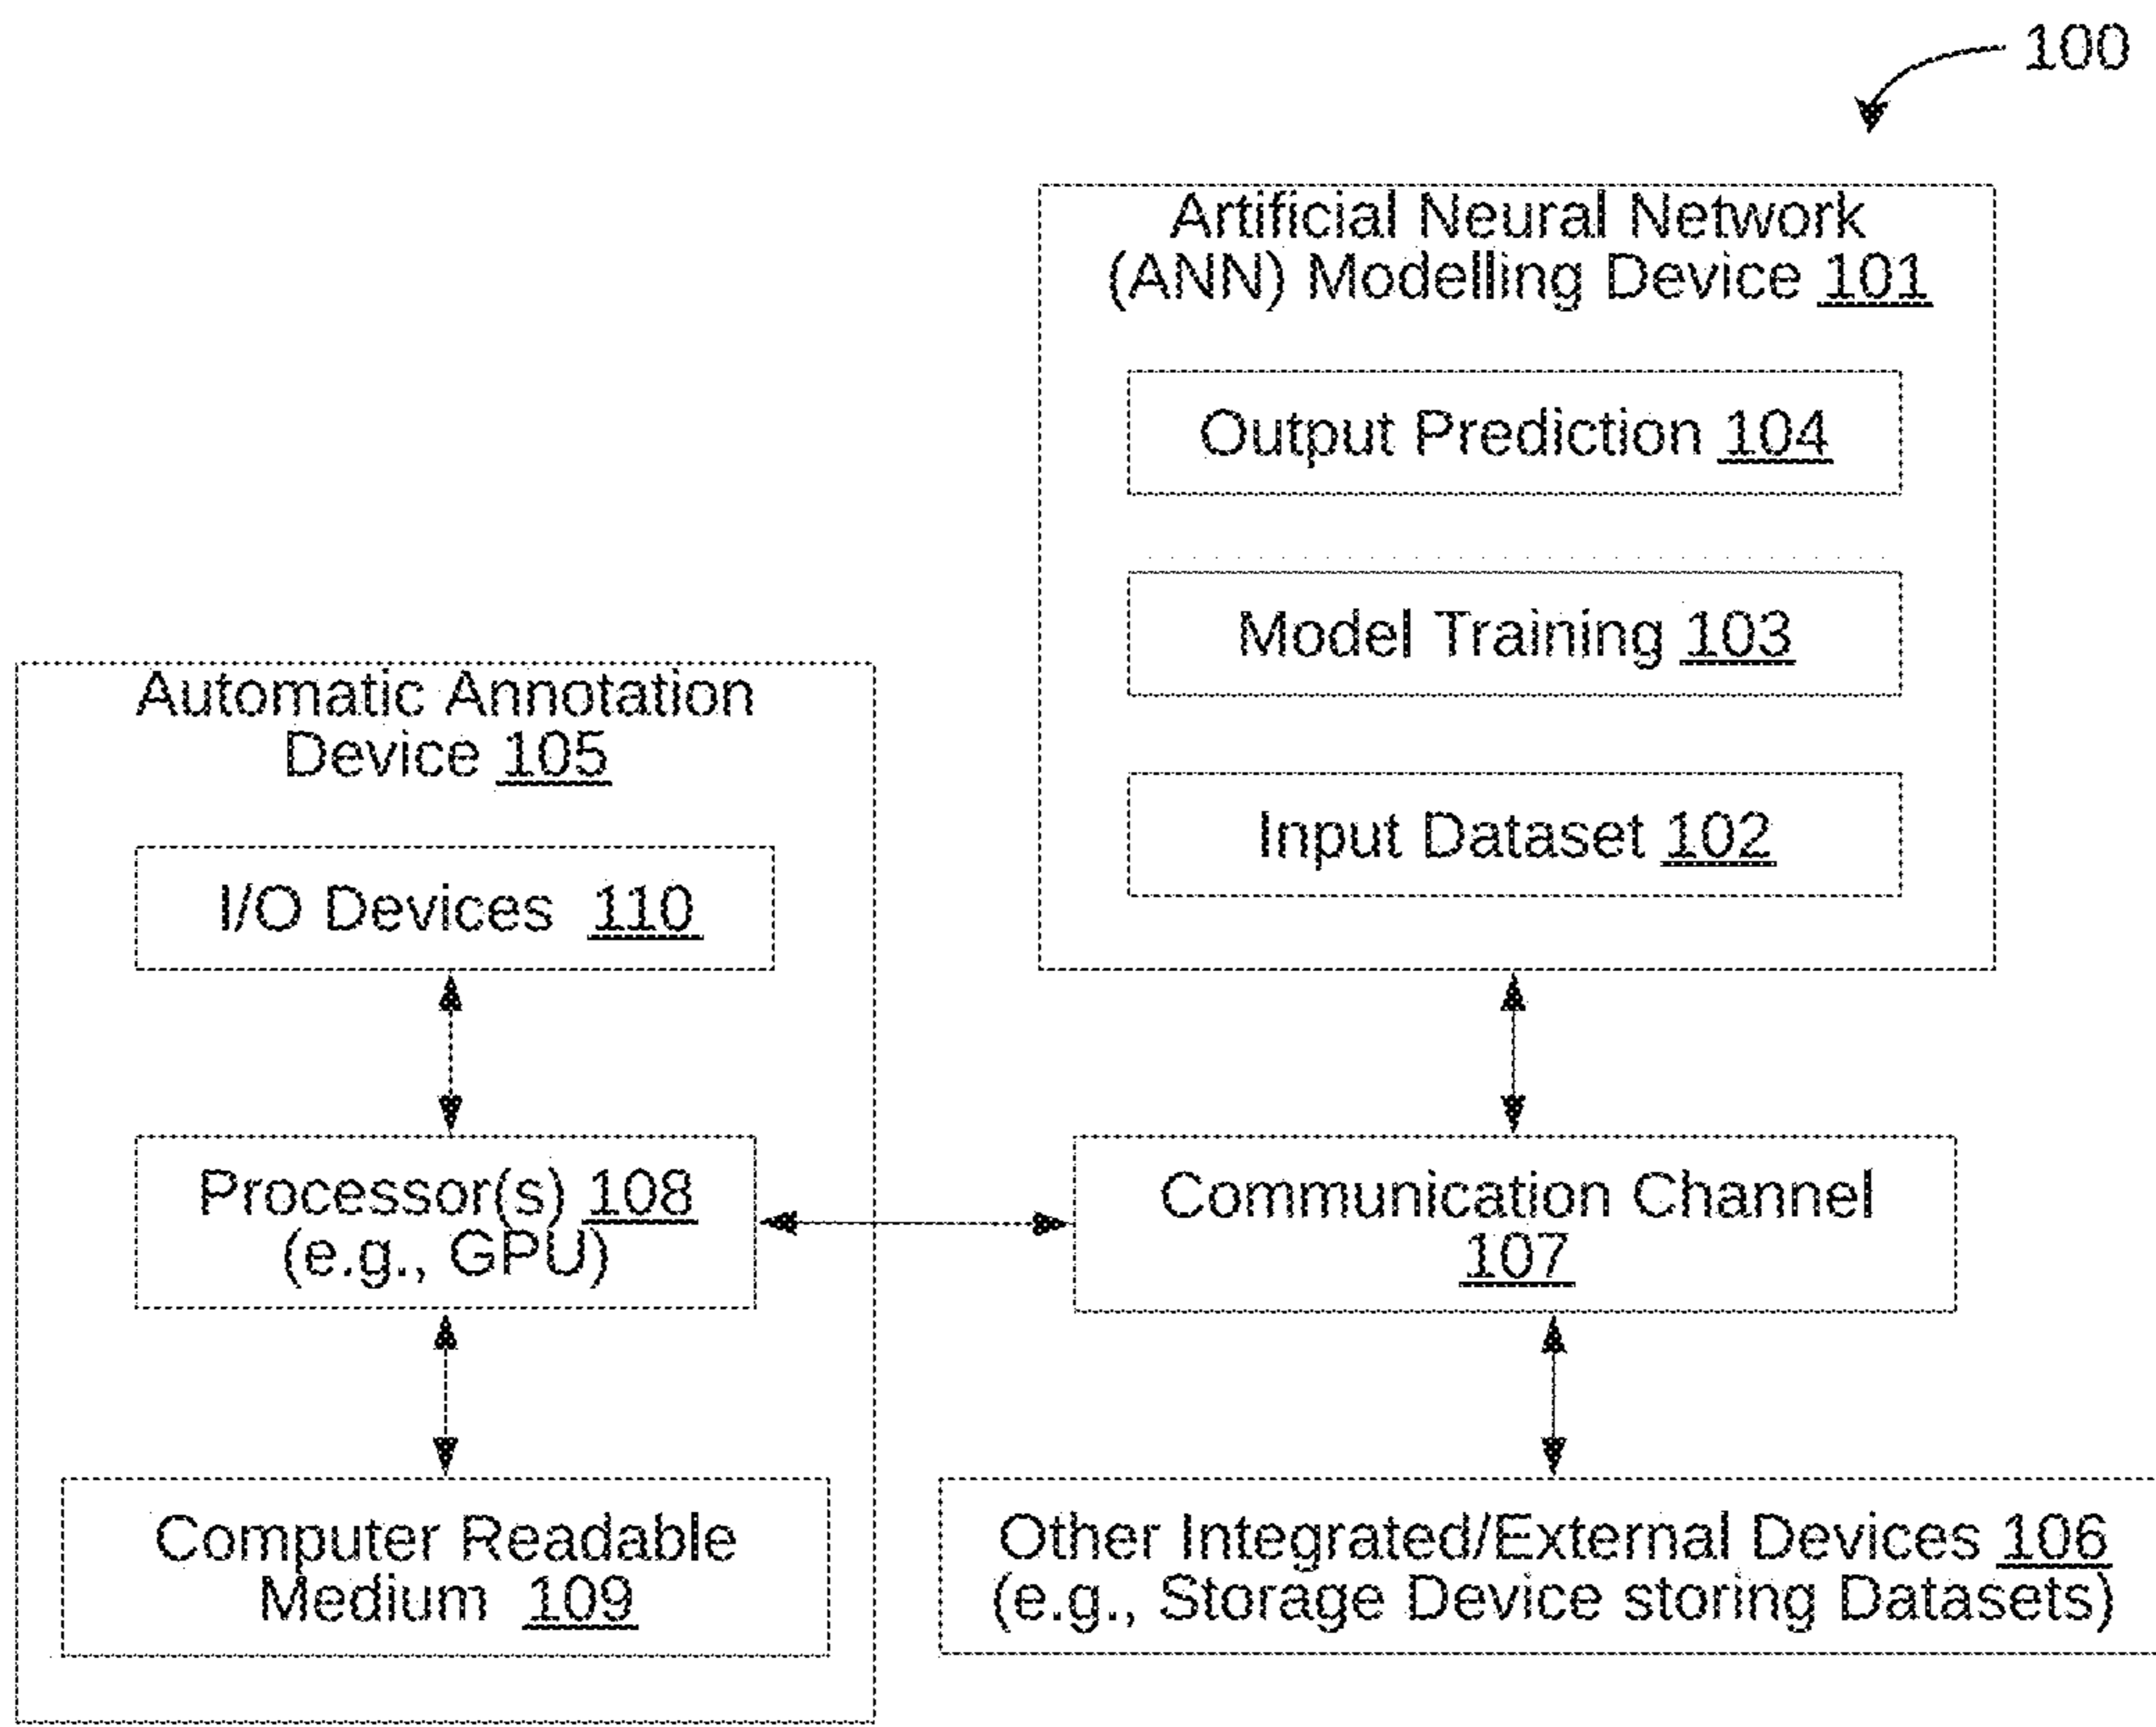 100
Artificial Neural Network
(ANN) Modelling Device 101
Output Prediction 104
Model Training 103
Input Dataset 102
Automatic Annotation
Device 105
I/O Devices 110
Processor(s) 108
(e.g., GPU)
Computer Readable
Medium 109
Communication Channel
107
Other Integrated/External Devices 106
(e.g., Storage Device storing Datasets)